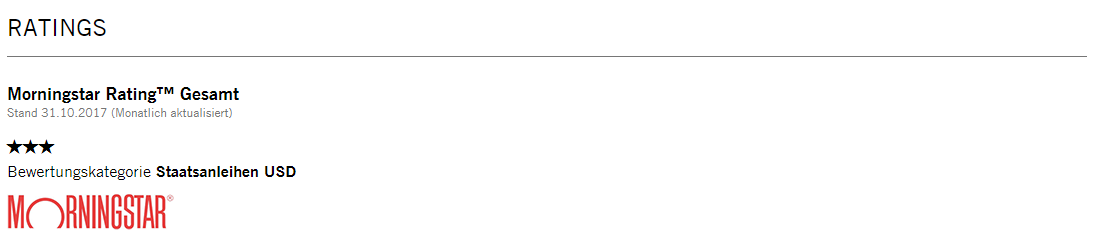 RATINGS
Morningstar Rating™ Gesamt
Stand 31.10.2017 (Monatlich aktualisiert)
★★★
Bewertungskategorie Staatsanleihen USD
MORNINGSTAR®